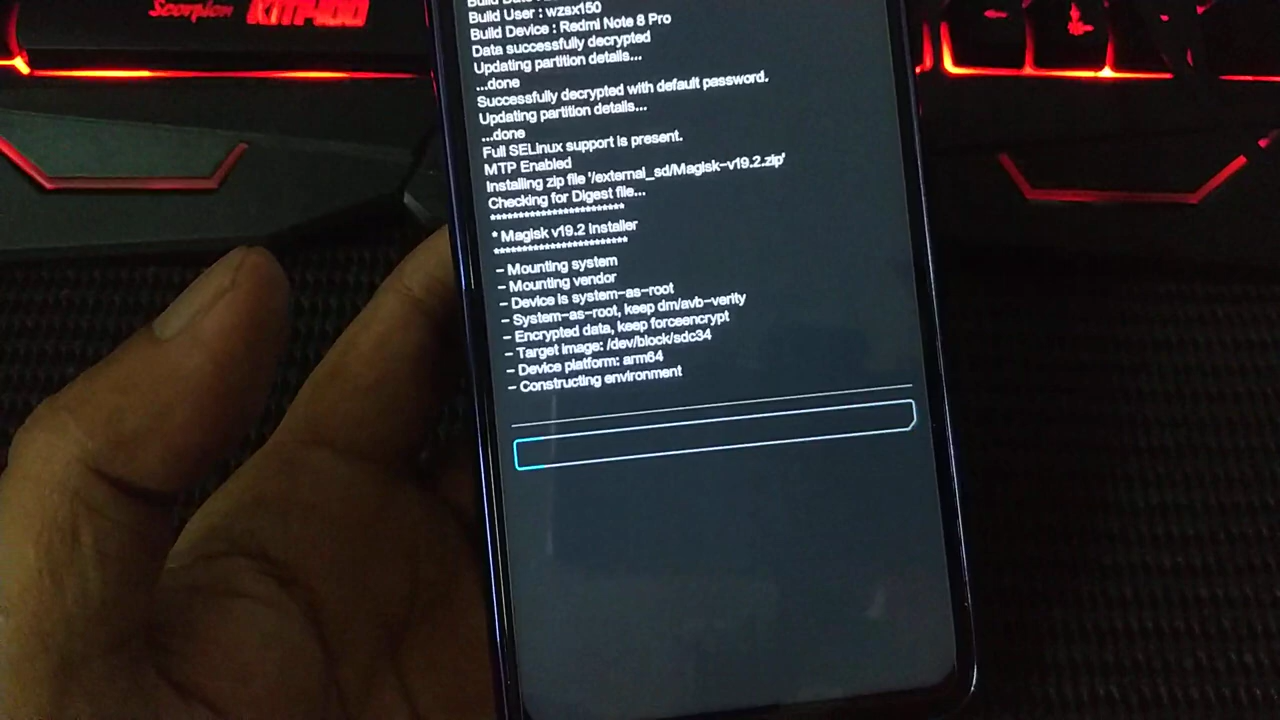 Scorpion KM400
Build User : wzsx150
Build Device : Redmi Note 8 Pro
Data successfully decrypted
Updating partition details...
...done
Successfully decrypted with default password.
Updating partition details...
...done
Full SELinux support is present.
MTP Enabled
Installing zip file '/external_sd/Magisk-v19.2.zip'
Checking for Digest file...
************************
* Magisk v19.2 Installer
************************
- Mounting system
- Mounting vendor
- Device is system-as-root
- System-as-root, keep dm/avb-verity
- Encrypted data, keep forceencrypt
- Target image: /dev/block/sdc34
- Device platform: arm64
- Constructing environment